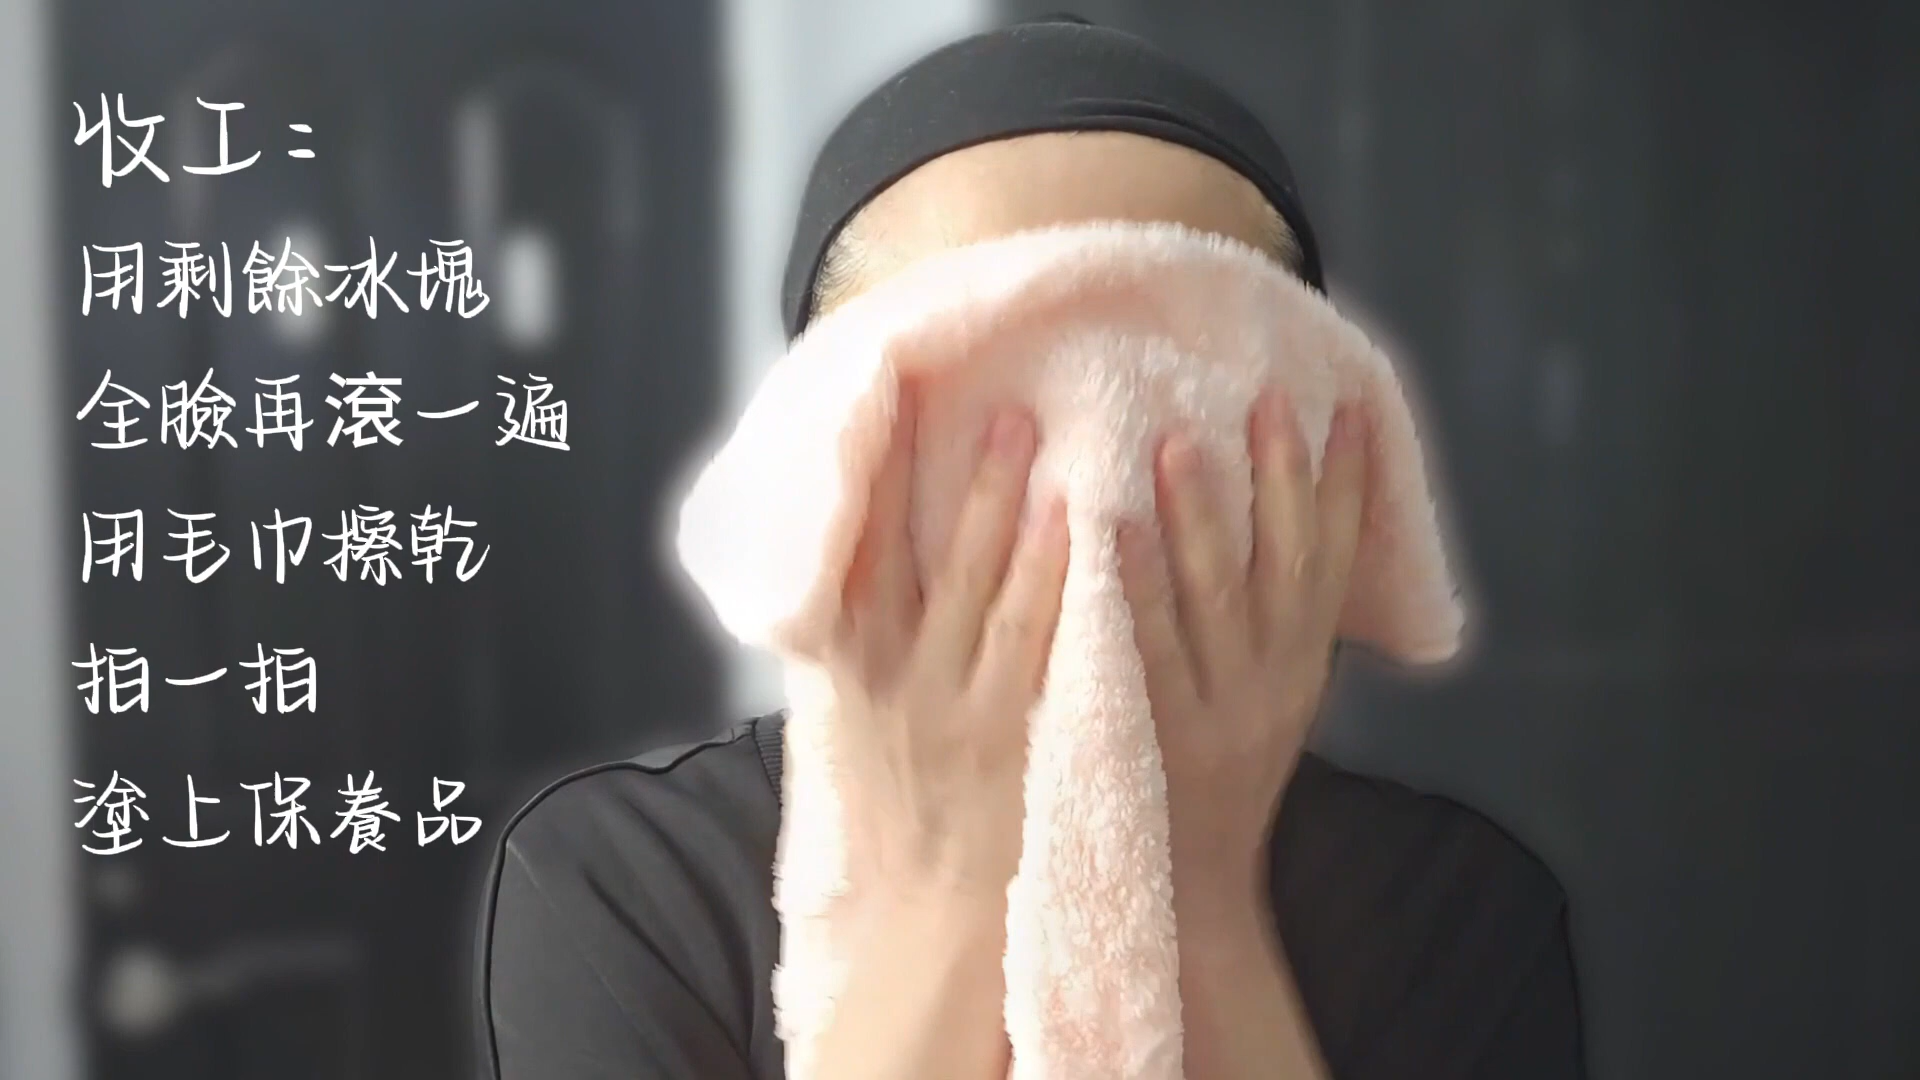 收工：
用剩餘冰塊
全臉再滾一遍
用毛巾擦乾
拍一拍
塗上保養品